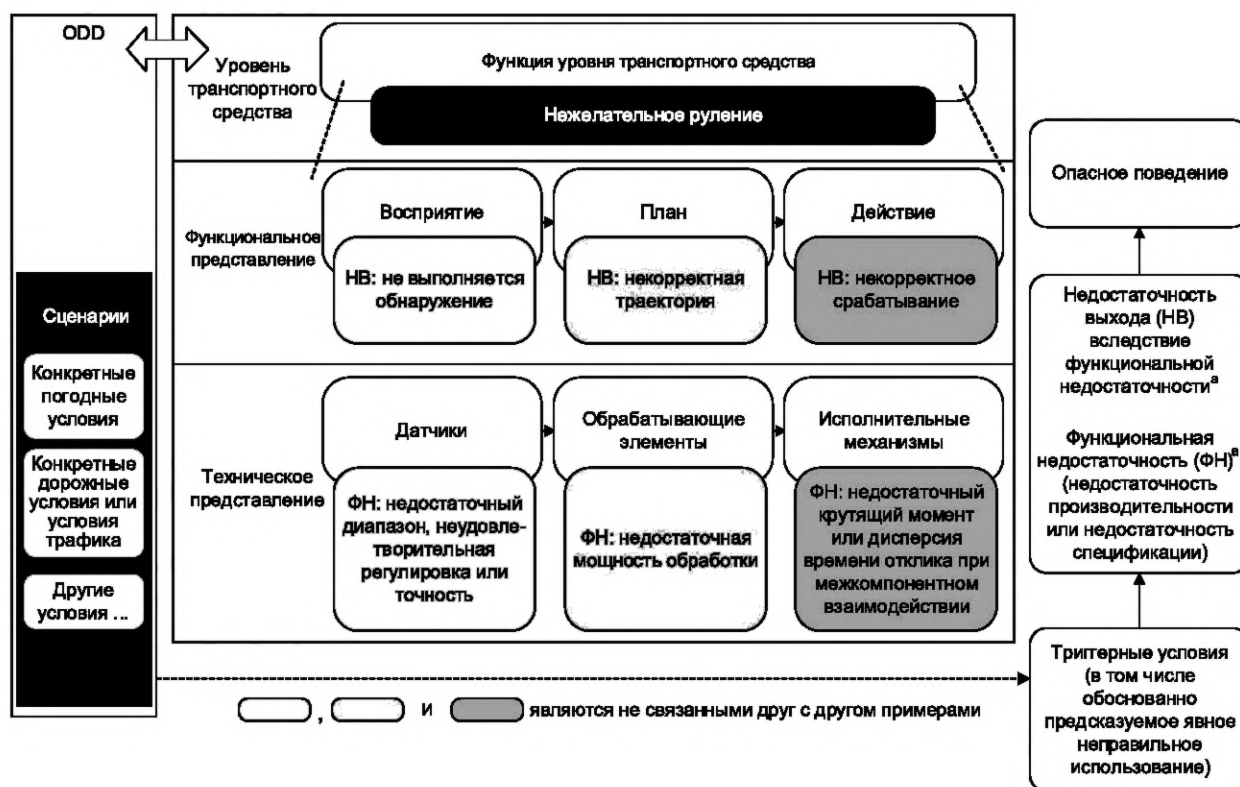 ODD
Сценарии
Конкретные
погодные
условия
Конкретные
дорожные
условия или
условия
трафика
Другие
условия ...
Уровень
транспортного
средства
Функция уровня транспортного средства
Нежелательное руление
Функциональное
представление
Восприятие
НВ: не выполняется
обнаружение
План
НВ: некорректная
траектория
Действие
НВ: некорректное
срабатывание
Техническое
представление
Датчики
ФН: недостаточный
диапазон, неудовле-
творительная
регулировка или
точность
Обрабатывающие
элементы
ФН: недостаточная
мощность обработки
Исполнительные
механизмы
ФН: недостаточный
крутящий момент
или дисперсия
времени отклика при
межкомпонентном
взаимодействии
, и являются не связанными друг с другом примерами
Опасное поведение
Недостаточность
выхода (НВ)
вследствие
функциональной
недостаточностиª
Функциональная
недостаточность (ФН)ª
(недостаточность
производительности
или недостаточность
спецификации)
Триггерные условия
(в том числе
обоснованно
предсказуемое явное
неправильное
использование)